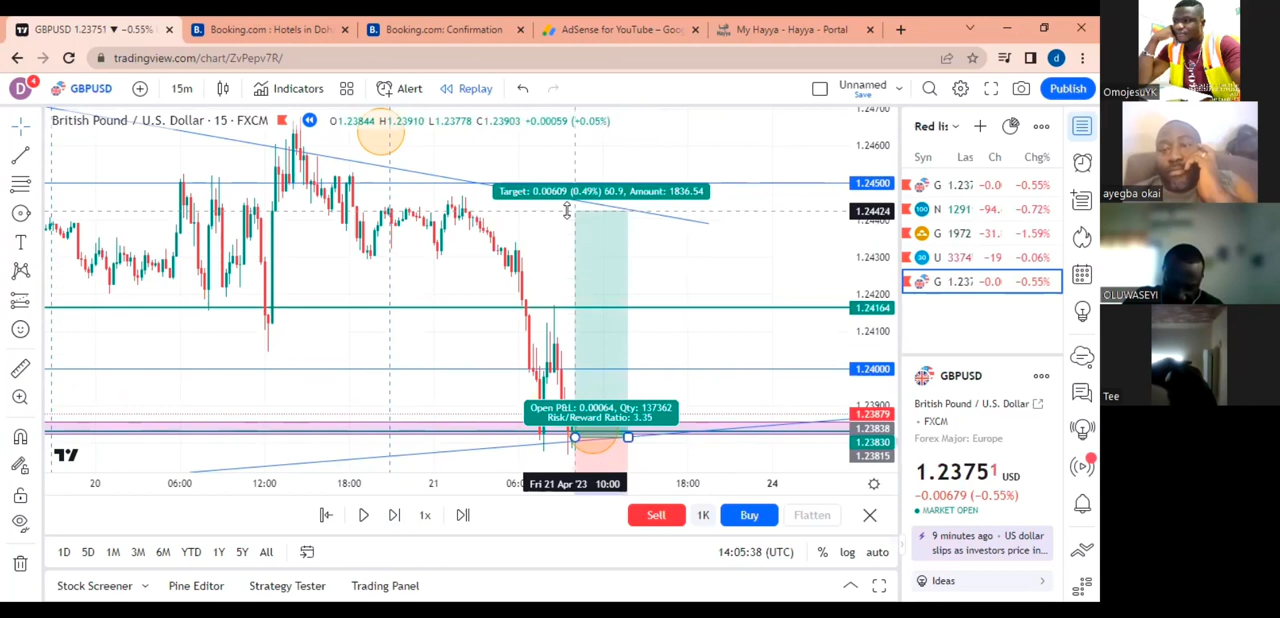 GBPUSD 1.23751 ▼ −0.55% U
Booking.com : Hotels in Doh
Booking.com: Confirmation
AdSense for YouTube – Goo
My Hayya - Hayya - Portal
tradingview.com/chart/ZvPepv7R/
d
D
4
GBPUSD
15m
Indicators
Alert
Replay
Unnamed
Save
Publish
British Pound / U.S. Dollar · 15 · FXCM
O1.23844 H1.23910 L1.23778 C1.23903 +0.00059 (+0.05%)
Target: 0.00609 (0.49%) 60.9, Amount: 1836.54
Open P&L: 0.00064, Qty: 137362
Risk/Reward Ratio: 3.35
1.24700
1.24600
1.24500
1.24424
1.24400
1.24300
1.24200
1.24164
1.24100
1.24000
1.23900
1.23879
1.23838
1.23830
1.23815
20
06:00
12:00
18:00
21
06:0
Fri 21 Apr '23 10:00
18:00
24
1x
Sell
1K
Buy
Flatten
1D 5D 1M 3M 6M YTD 1Y 5Y All
14:05:38 (UTC)
%
log
auto
Stock Screener
Pine Editor
Strategy Tester
Trading Panel
Red lis
Syn Las Ch Chg%
G 1.237 −0.0 −0.55%
100 N 1291 −94. −0.72%
G 1972 −31. −1.59%
30 U 3374 −19 −0.06%
G 1.237 −0.0 −0.55%
GBPUSD
British Pound / U.S. Dollar
• FXCM
Forex Major: Europe
1.23751 USD
−0.00679 (−0.55%)
MARKET OPEN
9 minutes ago · US dollar
slips as investors price in...
Ideas
OmojesuYK
ayegba okai
OLUWASEYI
Tee